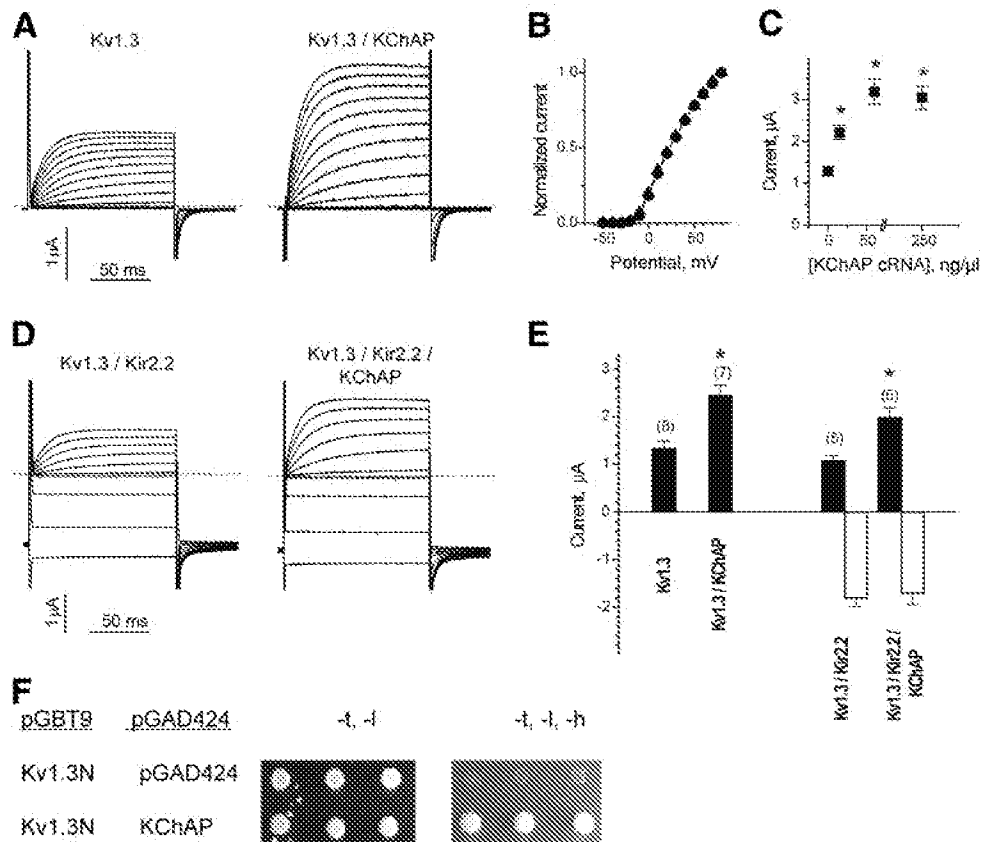 A
Kv1.3
Kv1.3 / KChAP
1 µA
50 ms
B
Normalized current
1.0
0.5
0.0
-50
0
50
Potential, mV
C
Current, µA
3
2
1
0
* * *
0
50
250
[KChAP cRNA], ng/µl
D
Kv1.3 / Kir2.2
Kv1.3 / Kir2.2 /
KChAP
1 µA
50 ms
E
Current, µA
3
2
1
0
-1
-2
*
*
(7)
Kv1.3
Kv1.3 / KChAP
Kv1.3 / Kir2.2
Kv1.3 / Kir2.2 /
KChAP
F
pGBT9 pGAD424 -t, -l -t, -l, -h
Kv1.3N pGAD424
Kv1.3N KChAP